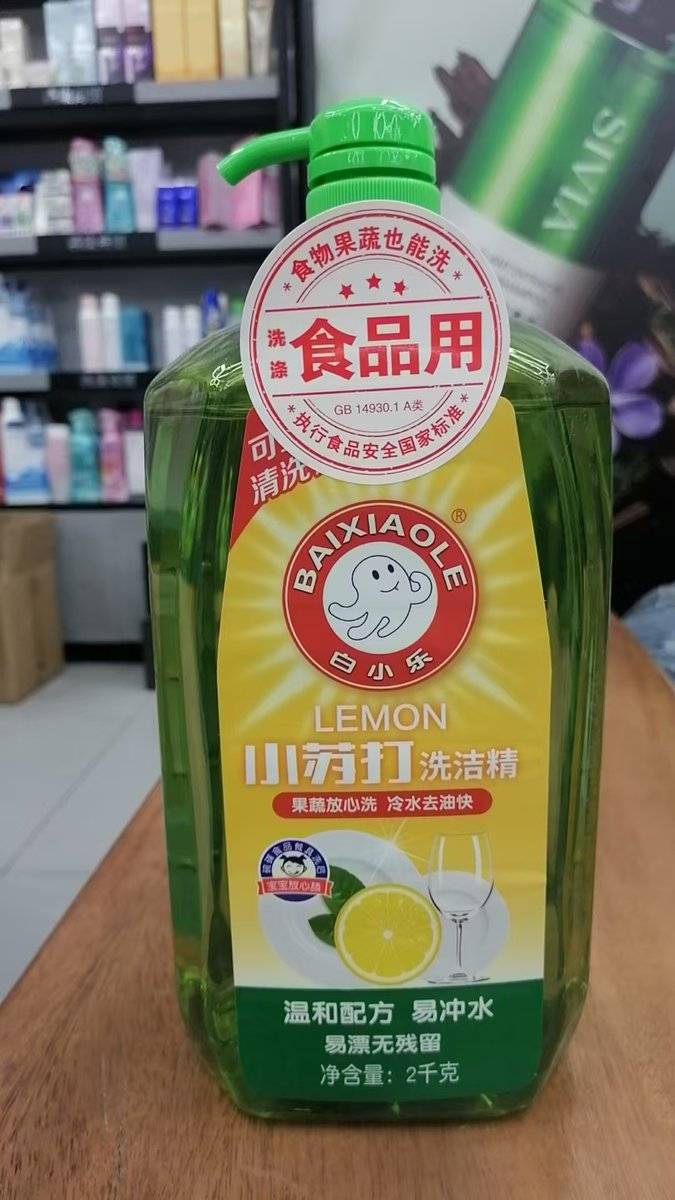 SIVIA
食物果蔬也能洗
洗涤
食品用
GB 14930.1 A类
执行食品安全国家标准
可
清洗
BAIXIAOLE
®
白小乐
LEMON
小苏打 洗洁精
果蔬放心洗 冷水去油快
宝宝放心肠
温和配方 易冲水
易漂无残留
净含量：2千克